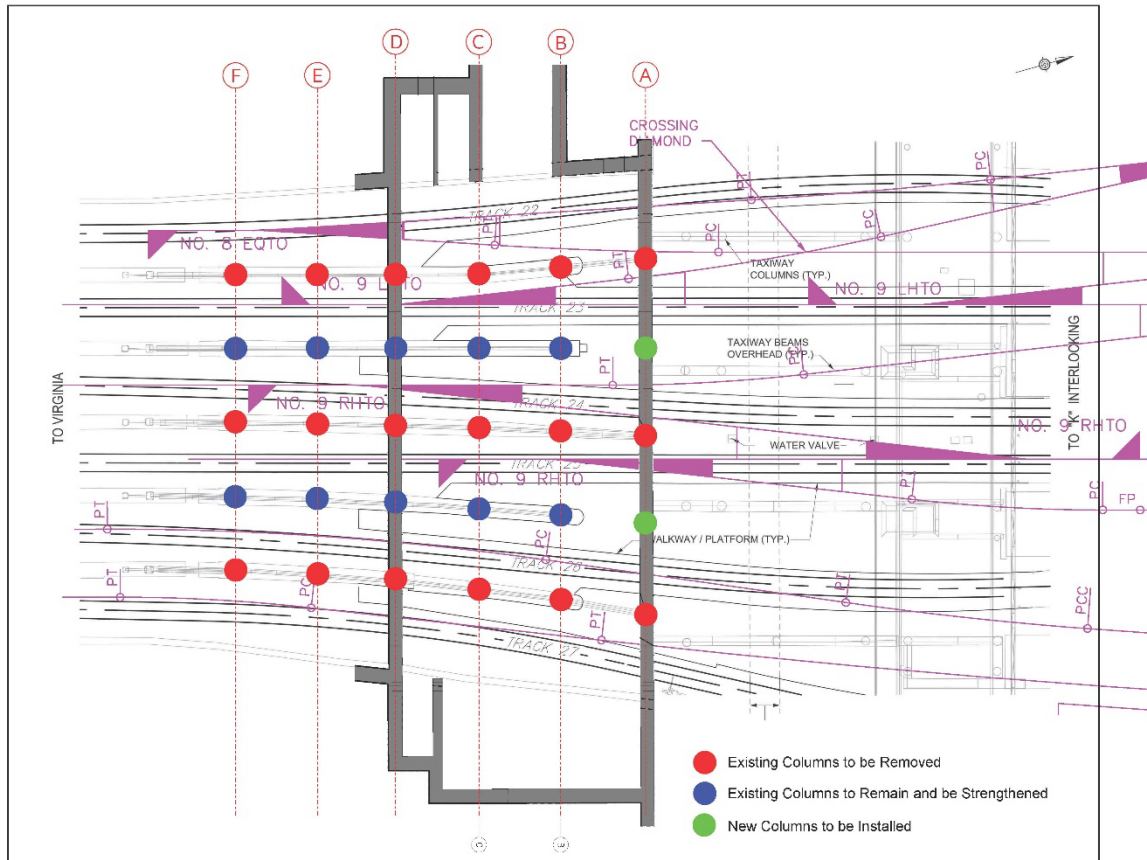 D
C
B
F
E
A
CROSSING
DIAMOND
PC
TRACK 22
PT
NO. 8 EQTO
PT
PC
PC
TAXIWAY
COLUMNS (TYP.)
PT
NO. 9 LHTO
NO. 9 LHTO
TRACK 23
TAXIWAY BEAMS
OVERHEAD (TYP.)
PT
PC
TO VIRGINIA
TO "K" INTERLOCKING
NO. 9 RHTO
TRACK 24
NO. 9 RHTO
WATER VALVE
TRACK 25
NO. 9 RHTO
PC
PC
FP
PT
WALKWAY / PLATFORM (TYP.)
PC
TRACK 26
PT
PC
PT
PCC
PT
TRACK 27
Existing Columns to be Removed
Existing Columns to Remain and be Strengthened
New Columns to be Installed